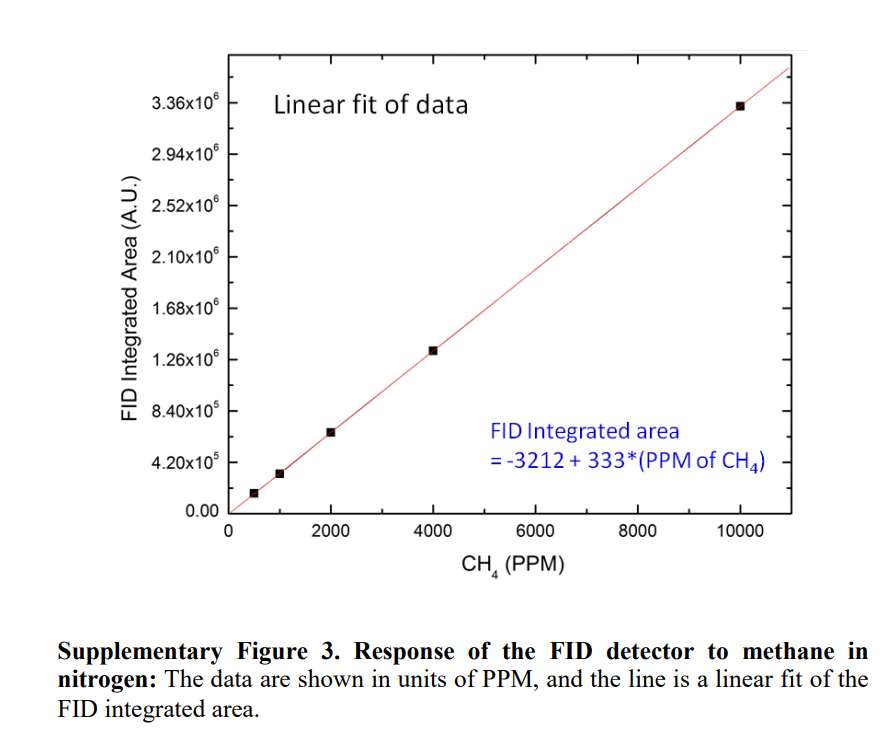 Linear fit of data
3.36x10⁶
2.94x10⁶
2.52x10⁶
2.10x10⁶
1.68x10⁶
1.26x10⁶
8.40x10⁵
4.20x10⁵
0.00
FID Integrated Area (A.U.)
FID Integrated area
= -3212 + 333*(PPM of CH₄)
0 2000 4000 6000 8000 10000
CH₄ (PPM)
Supplementary Figure 3. Response of the FID detector to methane in
nitrogen: The data are shown in units of PPM, and the line is a linear fit of the
FID integrated area.